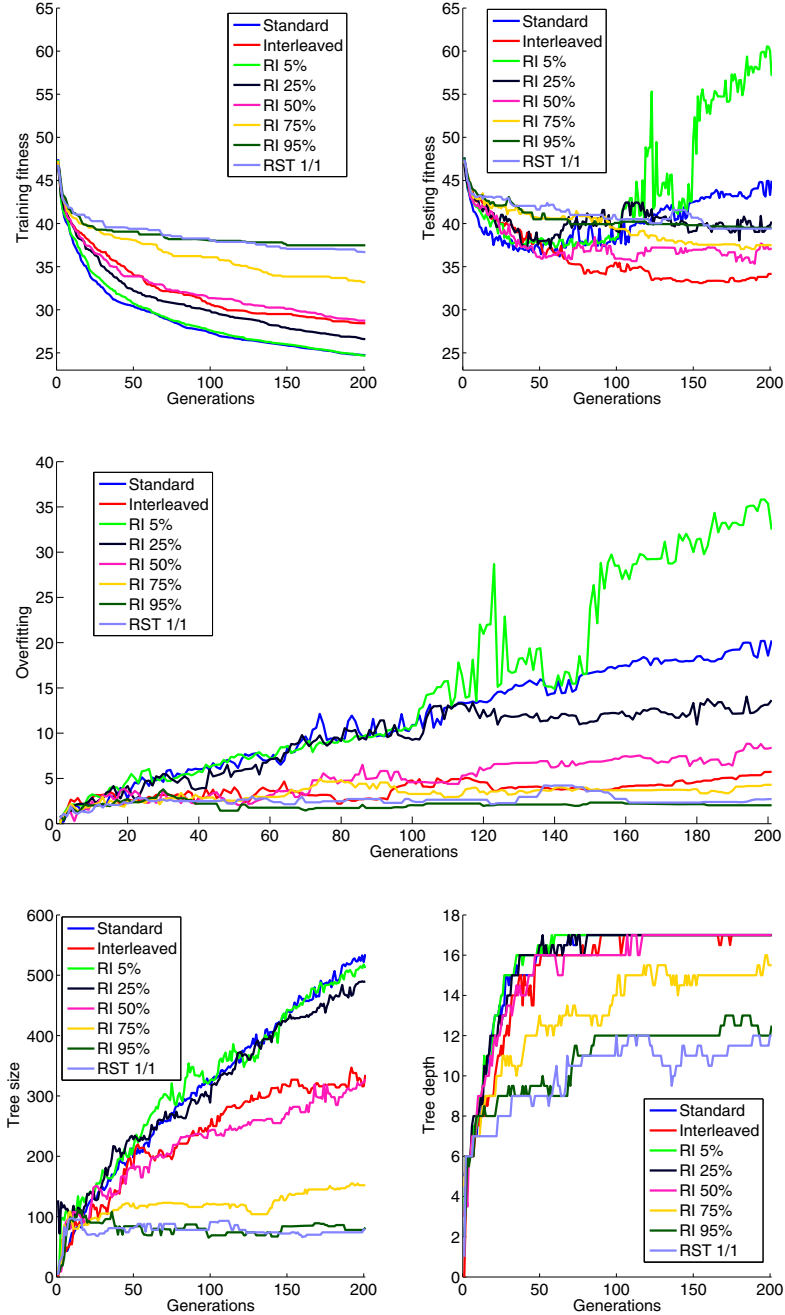 65
60
55
50
45
40
35
30
25
0
50
100
150
200
Training fitness
Generations
Standard
Interleaved
RI 5%
RI 25%
RI 50%
RI 75%
RI 95%
RST 1/1
65
60
55
50
45
40
35
30
25
0
50
100
150
200
Testing fitness
Generations
Standard
Interleaved
RI 5%
RI 25%
RI 50%
RI 75%
RI 95%
RST 1/1
40
35
30
25
20
15
10
5
0
0
20
40
60
80
100
120
140
160
180
200
Overfitting
Generations
Standard
Interleaved
RI 5%
RI 25%
RI 50%
RI 75%
RI 95%
RST 1/1
600
500
400
300
200
100
0
0
50
100
150
200
Tree size
Generations
Standard
Interleaved
RI 5%
RI 25%
RI 50%
RI 75%
RI 95%
RST 1/1
18
16
14
12
10
8
6
4
2
0
0
50
100
150
200
Tree depth
Generations
Standard
Interleaved
RI 5%
RI 25%
RI 50%
RI 75%
RI 95%
RST 1/1